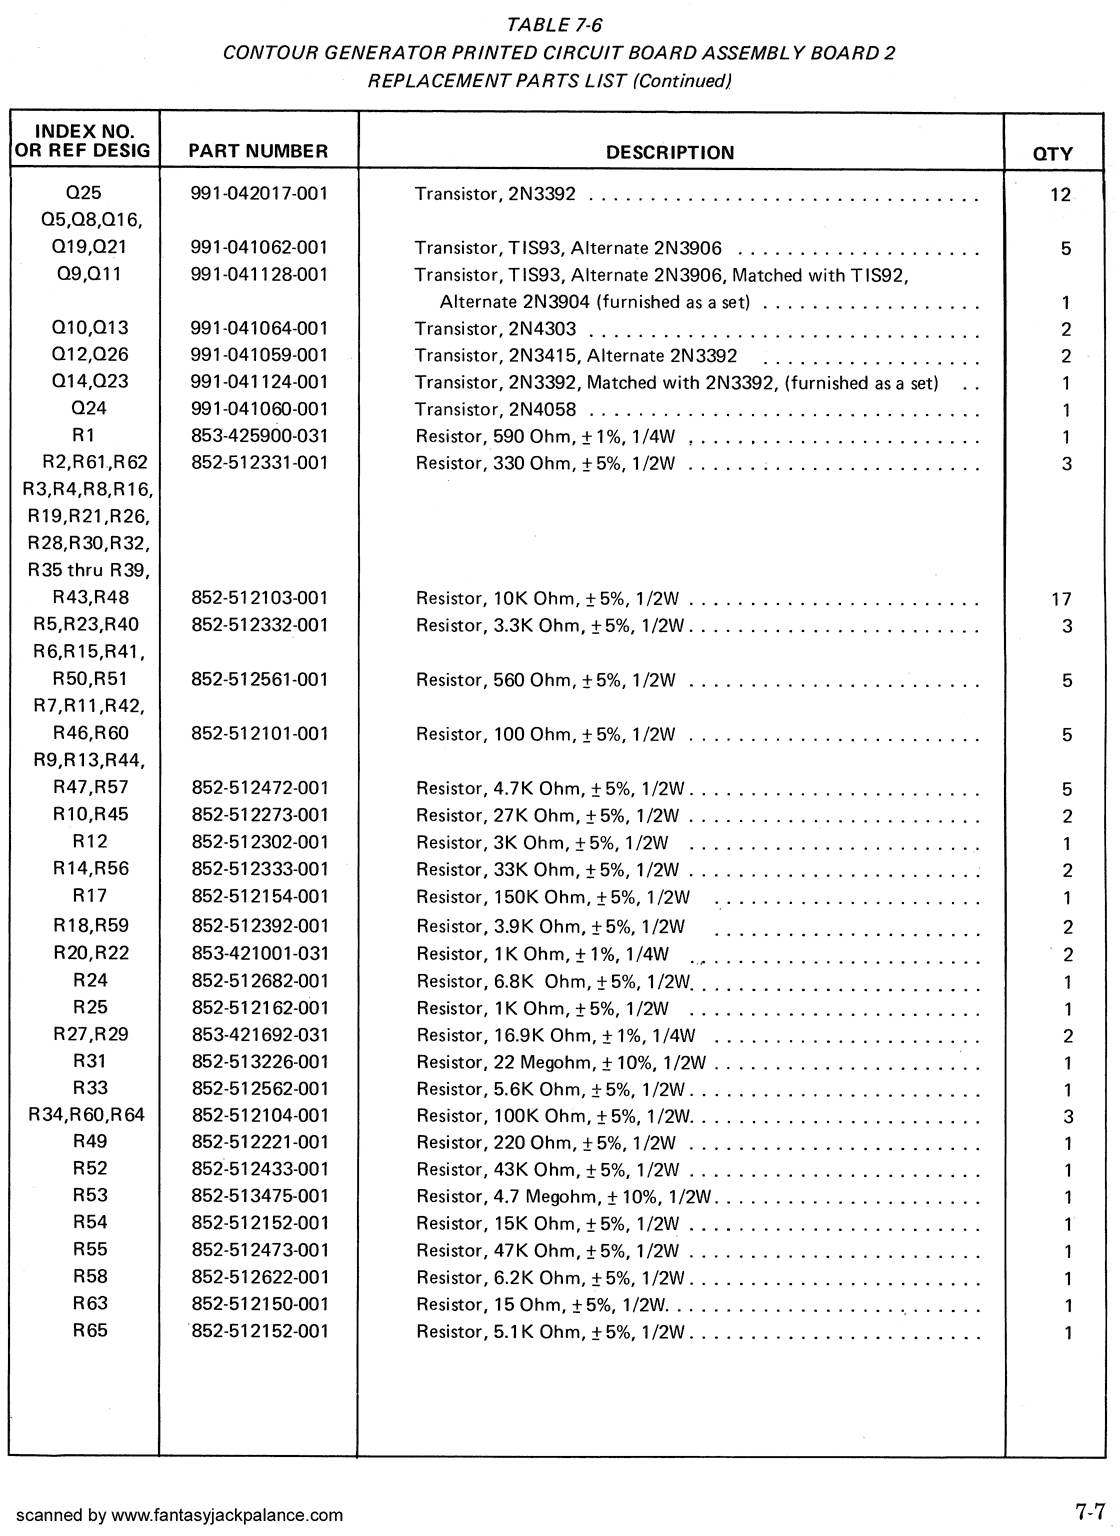 TABLE 7-6
CONTOUR GENERATOR PRINTED CIRCUIT BOARD ASSEMBLY BOARD 2
REPLACEMENT PARTS LIST (Continued)
INDEX NO.
OR REF DESIG PART NUMBER DESCRIPTION QTY
Q25 991-042017-001 Transistor, 2N3392 . . . . . . . . . . . . . . . . . . . . 12
Q5,Q8,Q16,
Q19,Q21 991-041062-001 Transistor, TIS93, Alternate 2N3906 . . . . . . . . . . . . . . . . . . . . 5
Q9,Q11 991-041128-001 Transistor, TIS93, Alternate 2N3906, Matched with TIS92,
Alternate 2N3904 (furnished as a set) . . . . . . . . . . . . . . . . . . 1
Q10,Q13 991-041064-001 Transistor, 2N4303 . . . . . . . . . . . . . . . . . . . . 2
Q12,Q26 991-041059-001 Transistor, 2N3415, Alternate 2N3392 . . . . . . . . . . . . . . . . . . 2
Q14,Q23 991-041124-001 Transistor, 2N3392, Matched with 2N3392, (furnished as a set) . . 1
Q24 991-041060-001 Transistor, 2N4058 . . . . . . . . . . . . . . . . . . . . 1
R1 853-425900-031 Resistor, 590 Ohm, ± 1%, 1/4W . . . . . . . . . . . . . . . . . . . . 1
R2,R61,R62 852-512331-001 Resistor, 330 Ohm, ± 5%, 1/2W . . . . . . . . . . . . . . . . . . . . 3
R3,R4,R8,R16,
R19,R21,R26,
R28,R30,R32,
R35 thru R39,
R43,R48 852-512103-001 Resistor, 10K Ohm, ± 5%, 1/2W . . . . . . . . . . . . . . . . . . . . 17
R5,R23,R40 852-512332-001 Resistor, 3.3K Ohm, ± 5%, 1/2W . . . . . . . . . . . . . . . . . . . . 3
R6,R15,R41,
R50,R51 852-512561-001 Resistor, 560 Ohm, ± 5%, 1/2W . . . . . . . . . . . . . . . . . . . . 5
R7,R11,R42,
R46,R60 852-512101-001 Resistor, 100 Ohm, ± 5%, 1/2W . . . . . . . . . . . . . . . . . . . . 5
R9,R13,R44,
R47,R57 852-512472-001 Resistor, 4.7K Ohm, ± 5%, 1/2W . . . . . . . . . . . . . . . . . . . . 5
R10,R45 852-512273-001 Resistor, 27K Ohm, ± 5%, 1/2W . . . . . . . . . . . . . . . . . . . . 2
R12 852-512302-001 Resistor, 3K Ohm, ± 5%, 1/2W . . . . . . . . . . . . . . . . . . . . 1
R14,R56 852-512333-001 Resistor, 33K Ohm, ± 5%, 1/2W . . . . . . . . . . . . . . . . . . . . 2
R17 852-512154-001 Resistor, 150K Ohm, ± 5%, 1/2W . . . . . . . . . . . . . . . . . . . . 1
R18,R59 852-512392-001 Resistor, 3.9K Ohm, ± 5%, 1/2W . . . . . . . . . . . . . . . . . . . . 2
R20,R22 853-421001-031 Resistor, 1K Ohm, ± 1%, 1/4W . . . . . . . . . . . . . . . . . . . . 2
R24 852-512682-001 Resistor, 6.8K Ohm, ± 5%, 1/2W . . . . . . . . . . . . . . . . . . . . 1
R25 852-512162-001 Resistor, 1K Ohm, ± 5%, 1/2W . . . . . . . . . . . . . . . . . . . . 1
R27,R29 853-421692-031 Resistor, 16.9K Ohm, ± 1%, 1/4W . . . . . . . . . . . . . . . . . . . . 2
R31 852-513226-001 Resistor, 22 Megohm, ± 10%, 1/2W . . . . . . . . . . . . . . . . . . . . 1
R33 852-512562-001 Resistor, 5.6K Ohm, ± 5%, 1/2W . . . . . . . . . . . . . . . . . . . . 1
R34,R60,R64 852-512104-001 Resistor, 100K Ohm, ± 5%, 1/2W . . . . . . . . . . . . . . . . . . . . 3
R49 852-512221-001 Resistor, 220 Ohm, ± 5%, 1/2W . . . . . . . . . . . . . . . . . . . . 1
R52 852-512433-001 Resistor, 43K Ohm, ± 5%, 1/2W . . . . . . . . . . . . . . . . . . . . 1
R53 852-513475-001 Resistor, 4.7 Megohm, ± 10%, 1/2W . . . . . . . . . . . . . . . . . . . . 1
R54 852-512152-001 Resistor, 15K Ohm, ± 5%, 1/2W . . . . . . . . . . . . . . . . . . . . 1
R55 852-512473-001 Resistor, 47K Ohm, ± 5%, 1/2W . . . . . . . . . . . . . . . . . . . . 1
R58 852-512622-001 Resistor, 6.2K Ohm, ± 5%, 1/2W . . . . . . . . . . . . . . . . . . . . 1
R63 852-512150-001 Resistor, 15 Ohm, ± 5%, 1/2W . . . . . . . . . . . . . . . . . . . . 1
R65 852-512152-001 Resistor, 5.1K Ohm, ± 5%, 1/2W . . . . . . . . . . . . . . . . . . . . 1
scanned by www.fantasyjackpalance.com 7-7